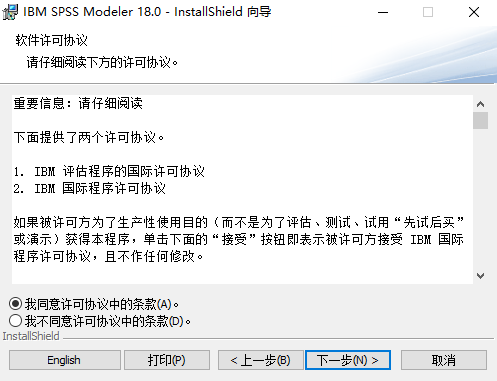 IBM SPSS Modeler 18.0 - InstallShield 向导
软件许可协议
请仔细阅读下方的许可协议。
重要信息：请仔细阅读
下面提供了两个许可协议。
1. IBM 评估程序的国际许可协议
2. IBM 国际程序许可协议
如果被许可方为了生产性使用目的（而不是为了评估、测试、试用“先试后买”
或演示）获得本程序，单击下面的“接受”按钮即表示被许可方接受 IBM 国际
程序许可协议，且不作任何修改。
我同意许可协议中的条款(A)。
我不同意许可协议中的条款(D)。
InstallShield
English
打印(P)
< 上一步(B)
下一步(N) >
取消